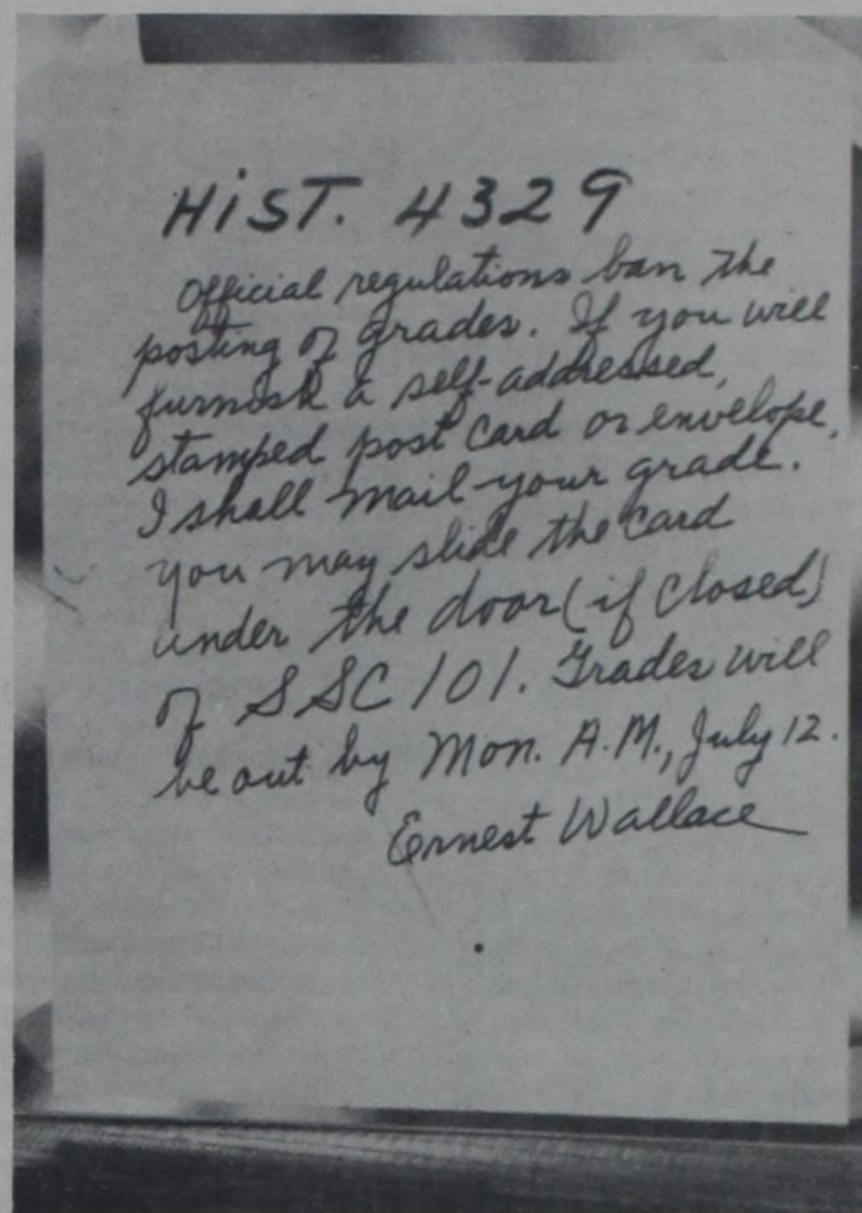 HiST. 4329
Official regulations ban the
posting of grades. If you will
furnish a self-addressed,
stamped post card or envelope,
I shall mail your grade.
you may slide the card
under the door (if closed)
of SSC 101. Grades will
be out by Mon. A.M., July 12.
Ernest Wallace